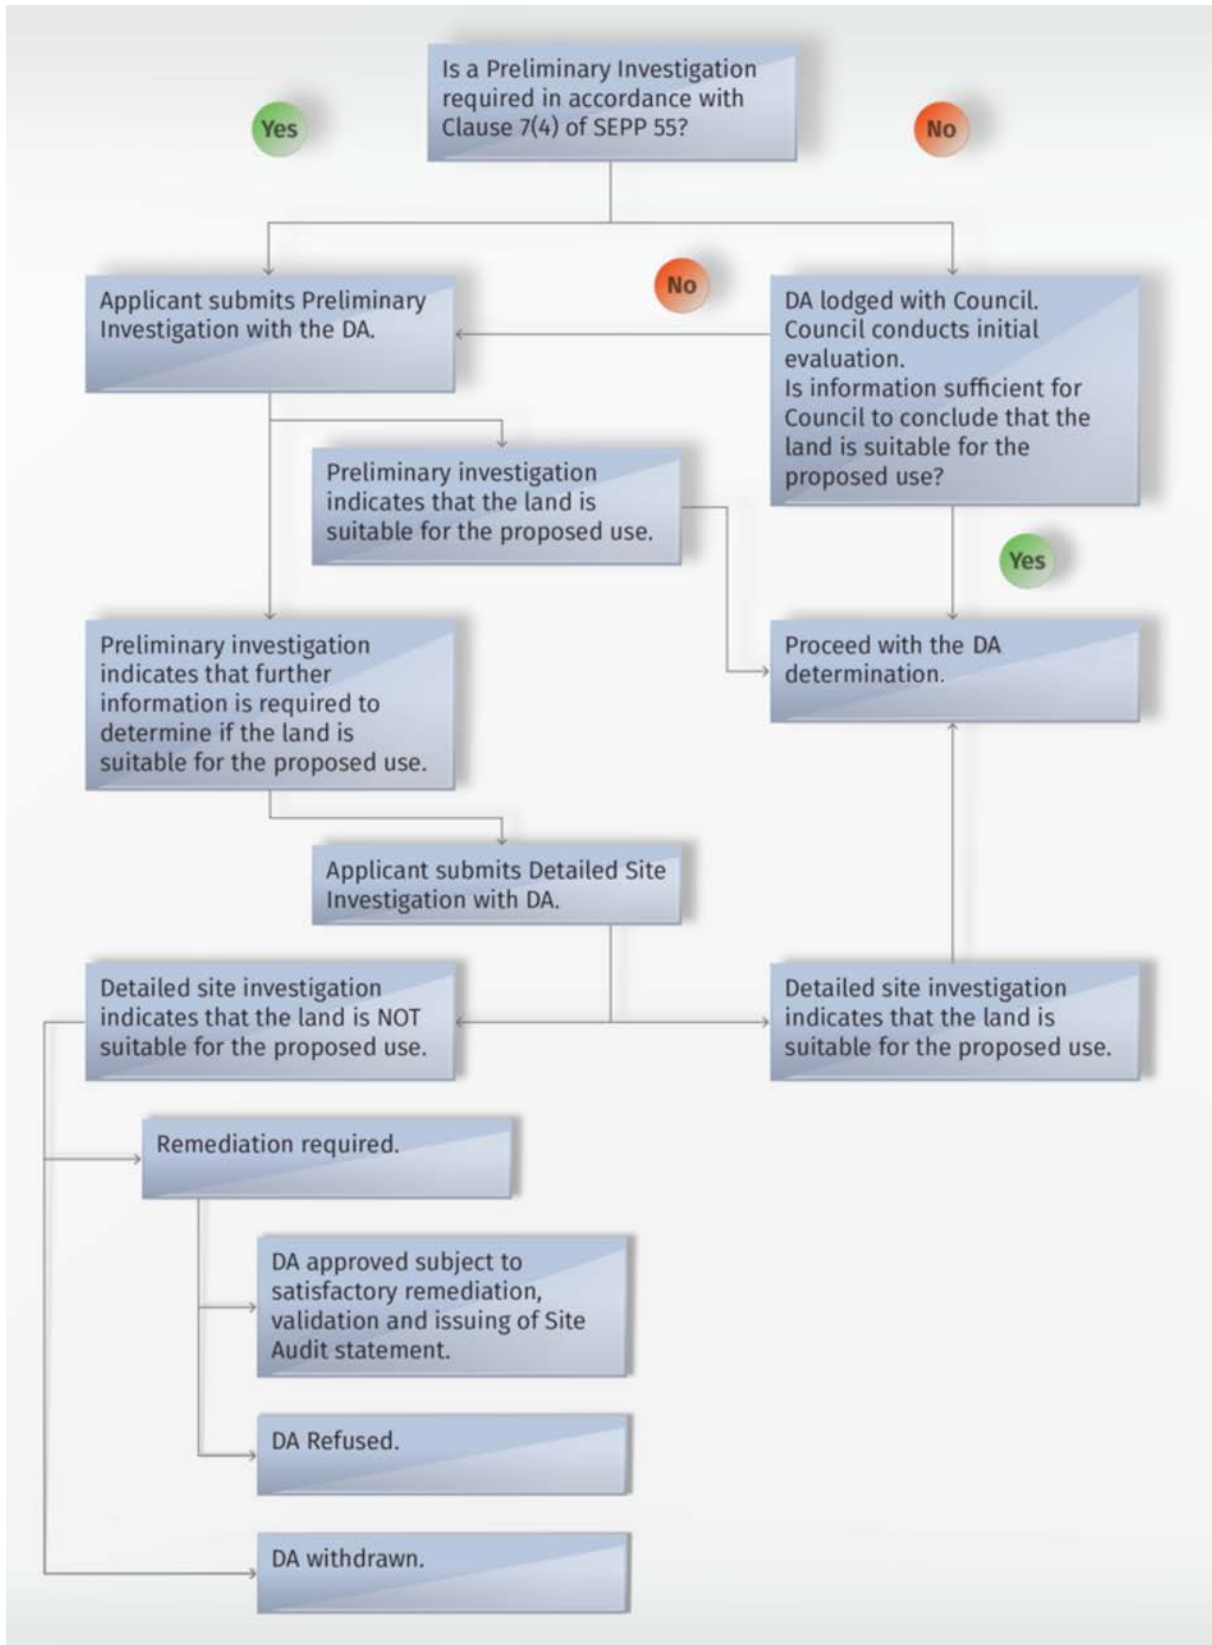 Is a Preliminary Investigation
required in accordance with
Clause 7(4) of SEPP 55?
Yes
No
Applicant submits Preliminary
Investigation with the DA.
No
DA lodged with Council.
Council conducts initial
evaluation.
Is information sufficient for
Council to conclude that the
land is suitable for the
proposed use?
Preliminary investigation
indicates that the land is
suitable for the proposed use.
Yes
Preliminary investigation
indicates that further
information is required to
determine if the land is
suitable for the proposed use.
Proceed with the DA
determination.
Applicant submits Detailed Site
Investigation with DA.
Detailed site investigation
indicates that the land is NOT
suitable for the proposed use.
Detailed site investigation
indicates that the land is
suitable for the proposed use.
Remediation required.
DA approved subject to
satisfactory remediation,
validation and issuing of Site
Audit statement.
DA Refused.
DA withdrawn.